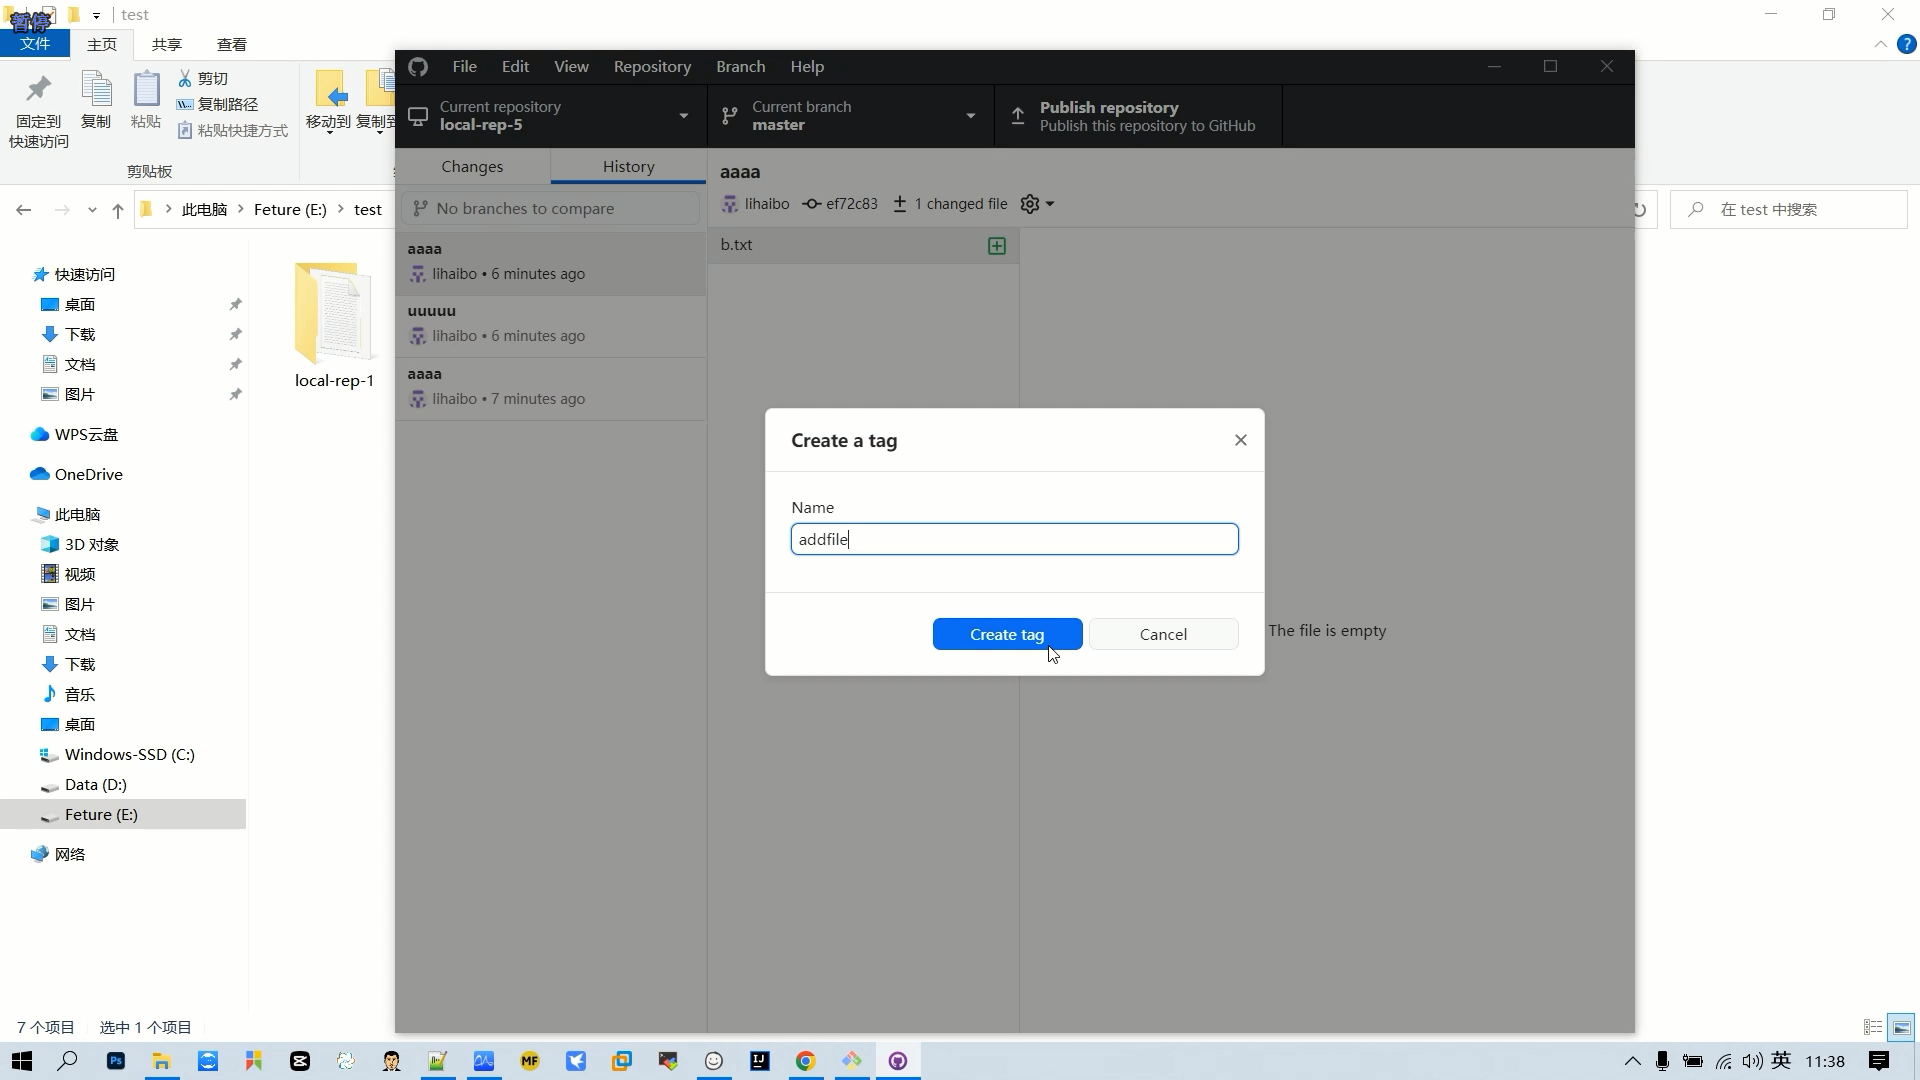 test
暂停
文件
主页
共享
查看
固定到
快速访问
复制
粘贴
剪切
复制路径
粘贴快捷方式
移动到
复制到
剪贴板
此电脑
Feture (E:)
test
在 test 中搜索
快速访问
桌面
下载
文档
图片
WPS云盘
OneDrive
此电脑
3D 对象
视频
图片
文档
下载
音乐
桌面
Windows-SSD (C:)
Data (D:)
Feture (E:)
网络
local-rep-1
7 个项目
选中 1 个项目
File
Edit
View
Repository
Branch
Help
Current repository
local-rep-5
Current branch
master
Publish repository
Publish this repository to GitHub
Changes
History
No branches to compare
aaaa
lihaibo • 6 minutes ago
uuuuu
lihaibo • 6 minutes ago
aaaa
lihaibo • 7 minutes ago
aaaa
lihaibo
ef72c83
1 changed file
b.txt
The file is empty
Create a tag
Name
addfile
Create tag
Cancel
Ps
MF
IJ
英
11:38